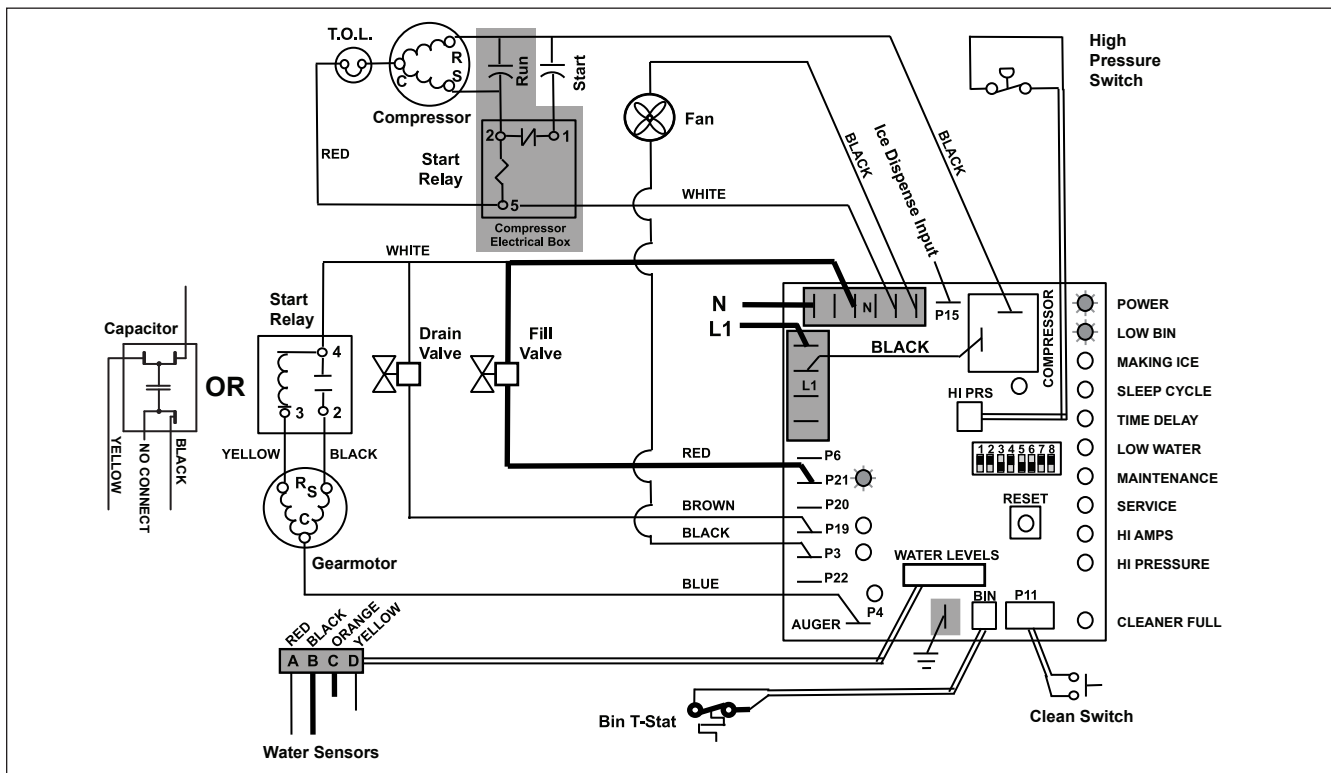 T.O.L.
R
S
C
Compressor
Run
Start
2
1
5
Start
Relay
Compressor
Electrical Box
RED
WHITE
Fan
BLACK
Ice Dispense Input
BLACK
High
Pressure
Switch
WHITE
Start
Relay
Capacitor
OR
4
3
2
YELLOW
NO CONNECT
BLACK
YELLOW
BLACK
R
S
C
Gearmotor
Drain
Valve
Fill
Valve
N
L1
N
P15
BLACK
L1
COMPRESSOR
HI PRS
1 2 3 4 5 6 7 8
RESET
RED
BROWN
BLACK
BLUE
P6
P21
P20
P19
P3
P22
P4
AUGER
WATER LEVELS
BIN
P11
POWER
LOW BIN
MAKING ICE
SLEEP CYCLE
TIME DELAY
LOW WATER
MAINTENANCE
SERVICE
HI AMPS
HI PRESSURE
CLEANER FULL
RED
BLACK
ORANGE
YELLOW
A B C D
Water Sensors
Bin T-Stat
Clean Switch